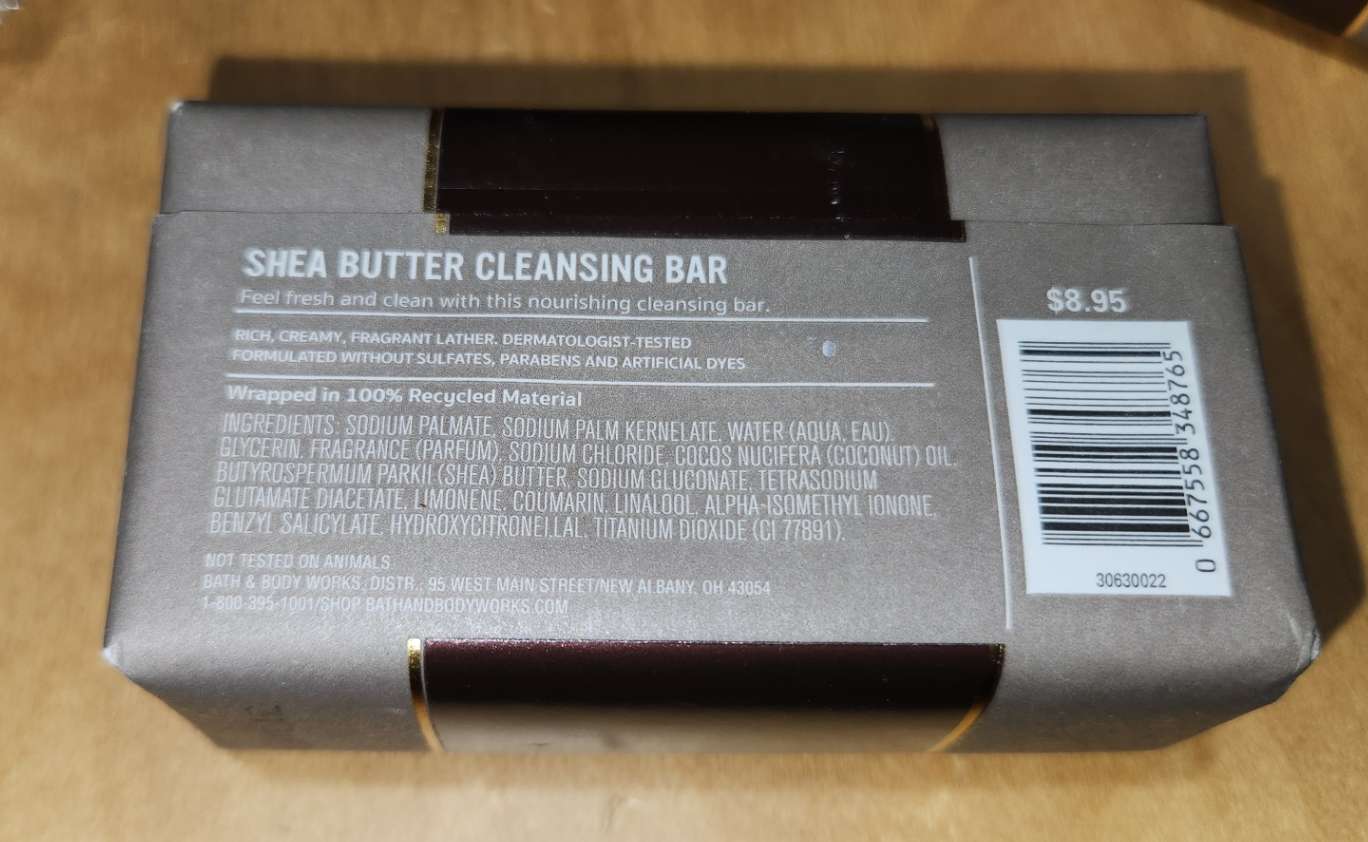 SHEA BUTTER CLEANSING BAR
Feel fresh and clean with this nourishing cleansing bar.
RICH, CREAMY, FRAGRANT LATHER. DERMATOLOGIST-TESTED
FORMULATED WITHOUT SULFATES, PARABENS AND ARTIFICIAL DYES
Wrapped in 100% Recycled Material
INGREDIENTS: SODIUM PALMATE, SODIUM PALM KERNELATE, WATER (AQUA, EAU),
GLYCERIN, FRAGRANCE (PARFUM), SODIUM CHLORIDE, COCOS NUCIFERA (COCONUT) OIL,
BUTYROSPERMUM PARKII (SHEA) BUTTER, SODIUM GLUCONATE, TETRASODIUM
GLUTAMATE DIACETATE, LIMONENE, COUMARIN, LINALOOL, ALPHA-ISOMETHYL IONONE,
BENZYL SALICYLATE, HYDROXYCITRONELLAL, TITANIUM DIOXIDE (CI 77891).
NOT TESTED ON ANIMALS
BATH & BODY WORKS, DISTR., 95 WEST MAIN STREET/NEW ALBANY, OH 43054
1-800-395-1001/SHOP BATHANDBODYWORKS.COM
$8.95
0 667558 348765
30630022